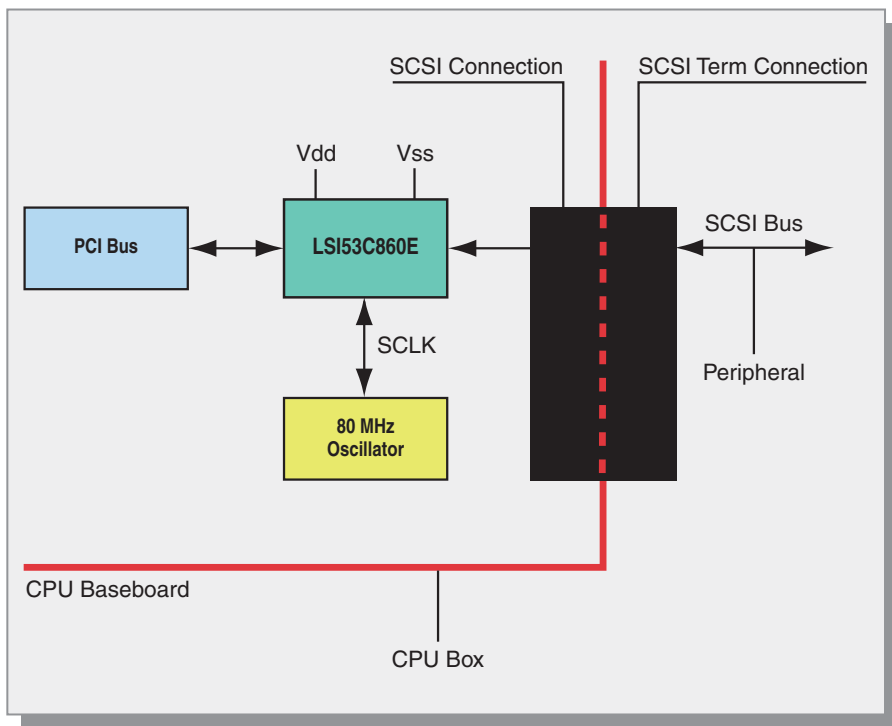 SCSI Connection
SCSI Term Connection
Vdd
Vss
PCI Bus
LSI53C860E
SCSI Bus
SCLK
Peripheral
80 MHz
Oscillator
CPU Baseboard
CPU Box